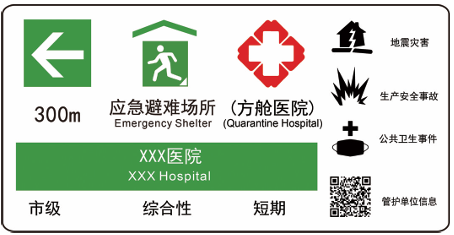 300m
应急避难场所
Emergency Shelter
(方舱医院)
(Quarantine Hospital)
XXX医院
XXX Hospital
市级 综合性 短期
地震灾害
生产安全事故
公共卫生事件
管护单位信息